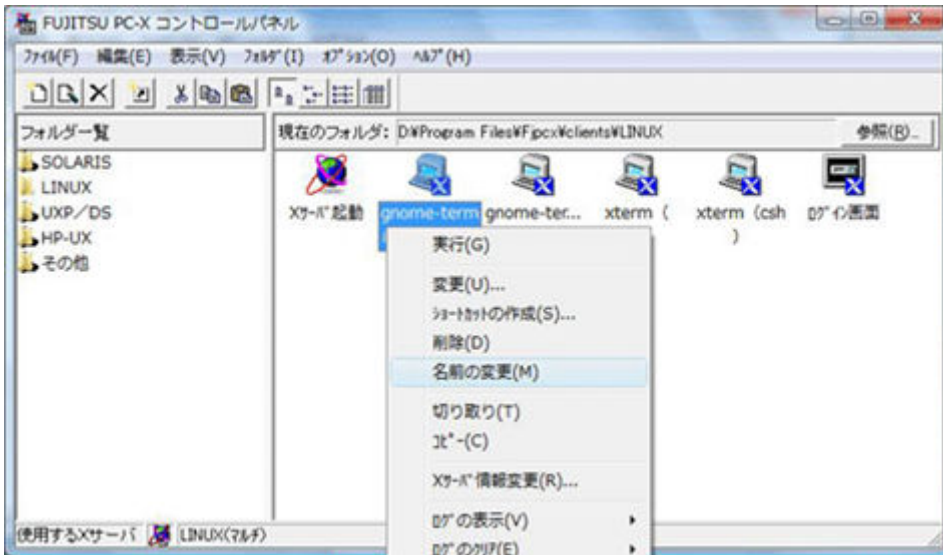 FUJITSU PC-X コントロールパネル
ファイル(F) 編集(E) 表示(V) フォルダ(I) オプション(O) ヘルプ(H)
フォルダ一覧
現在のフォルダ: D:¥Program Files¥Fjpcx¥clients¥LINUX 参照(R)...
SOLARIS
LINUX
UXP/DS
HP-UX
その他
Xサーバ起動 gnome-term gnome-ter... xterm ( xterm (csh ログイン画面
)
実行(G)
変更(U)...
ショートカットの作成(S)...
削除(D)
名前の変更(M)
切り取り(T)
コピー(C)
Xサーバ情報変更(R)...
ログの表示(V)
ログのクリア(E)
使用するXサーバ LINUX(マルチ)